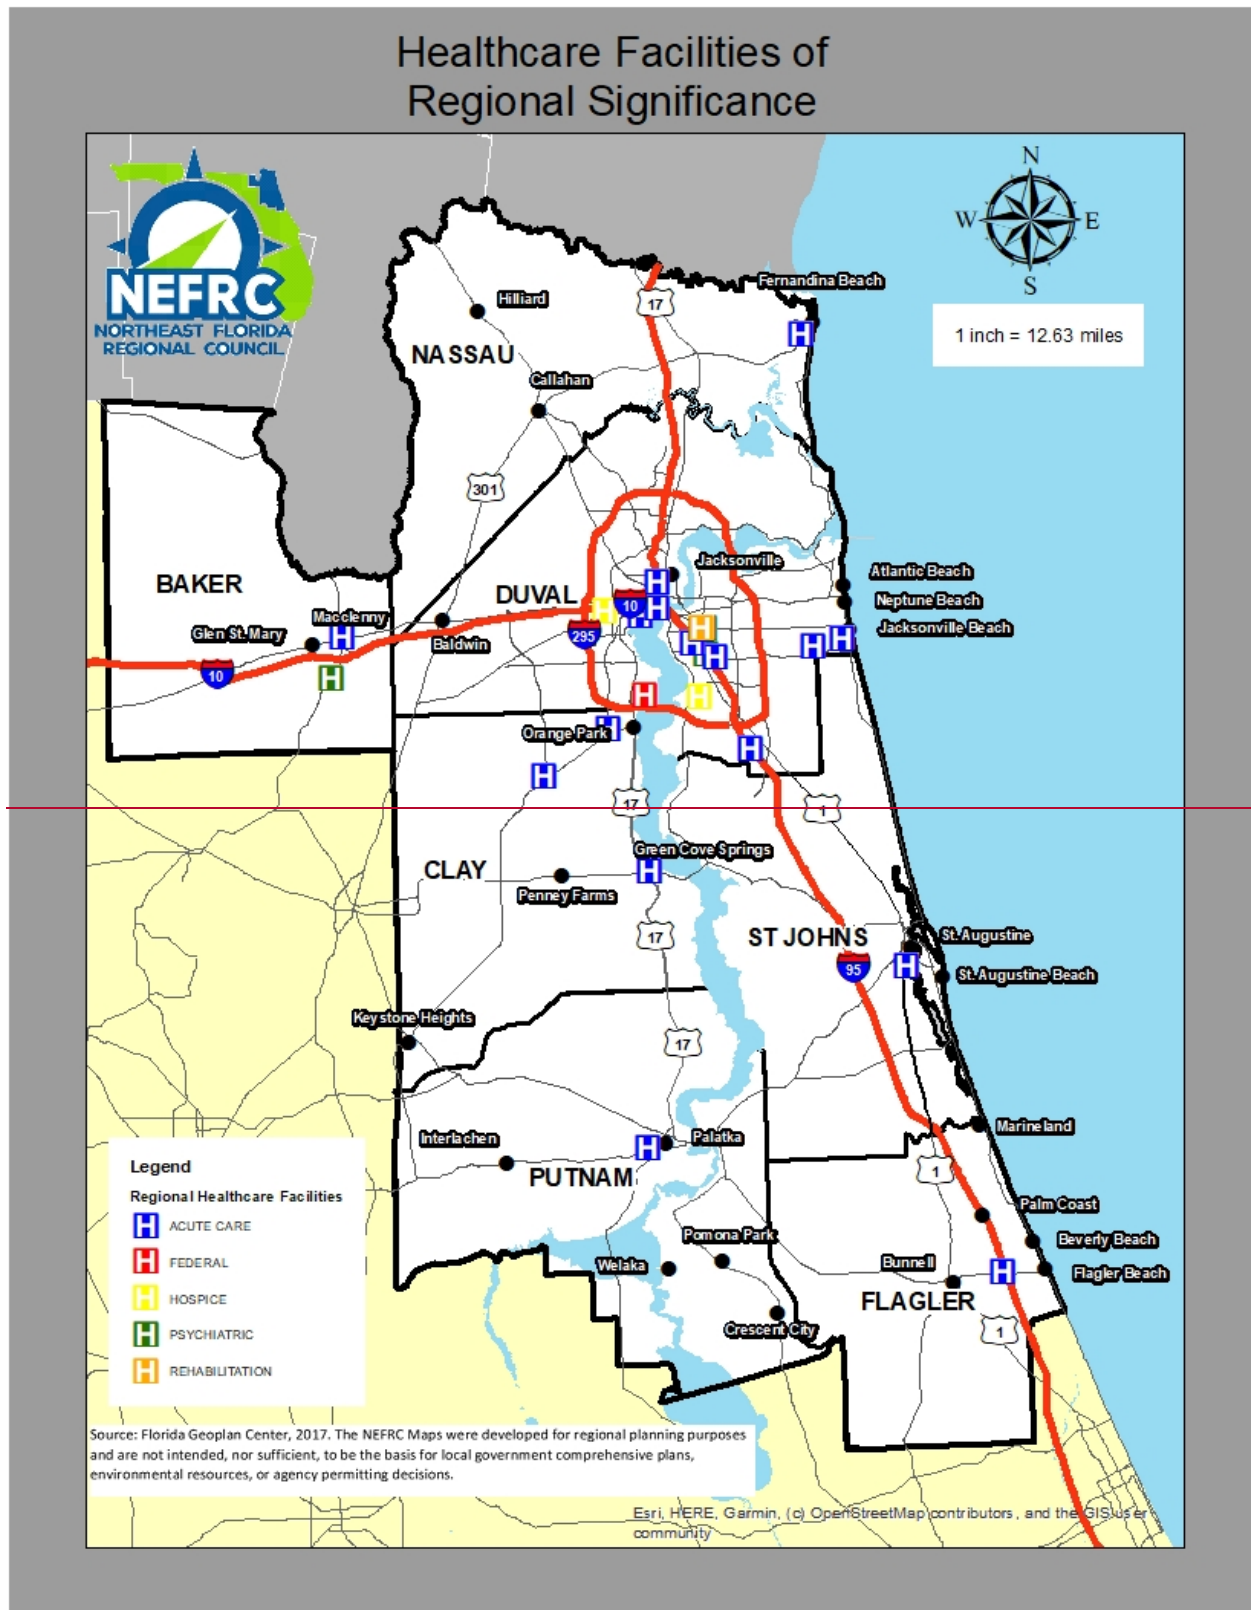 Healthcare Facilities of
Regional Significance
NEFRC
NORTHEAST FLORIDA
REGIONAL COUNCIL
N
W E
S
1 inch = 12.63 miles
Fernandina Beach
17
Hilliard
NASSAU
Callahan
301
BAKER
DUVAL
Jacksonville
Atlantic Beach
Neptune Beach
Jacksonville Beach
Macclenny
Glen St. Mary
Baldwin
10
295
10
H
H
H
H
H
H
H
H
H
H
H
H
H
H
Orange Park
H
H
H
17
1
CLAY
Green Cove Springs
H
Penney Farms
17
ST JOHNS
95
St. Augustine
H
St. Augustine Beach
Keystone Heights
17
Marineland
Interlachen
H
Palatka
PUTNAM
1
Palm Coast
Pomona Park
Beverly Beach
Welaka
Bunnell
H
Flagler Beach
FLAGLER
Crescent City
1
Legend
Regional Healthcare Facilities
H ACUTE CARE
H FEDERAL
H HOSPICE
H PSYCHIATRIC
H REHABILITATION
Source: Florida Geoplan Center, 2017. The NEFRC Maps were developed for regional planning purposes
and are not intended, nor sufficient, to be the basis for local government comprehensive plans,
environmental resources, or agency permitting decisions.
Esri, HERE, Garmin, (c) OpenStreetMap contributors, and the GIS user
community